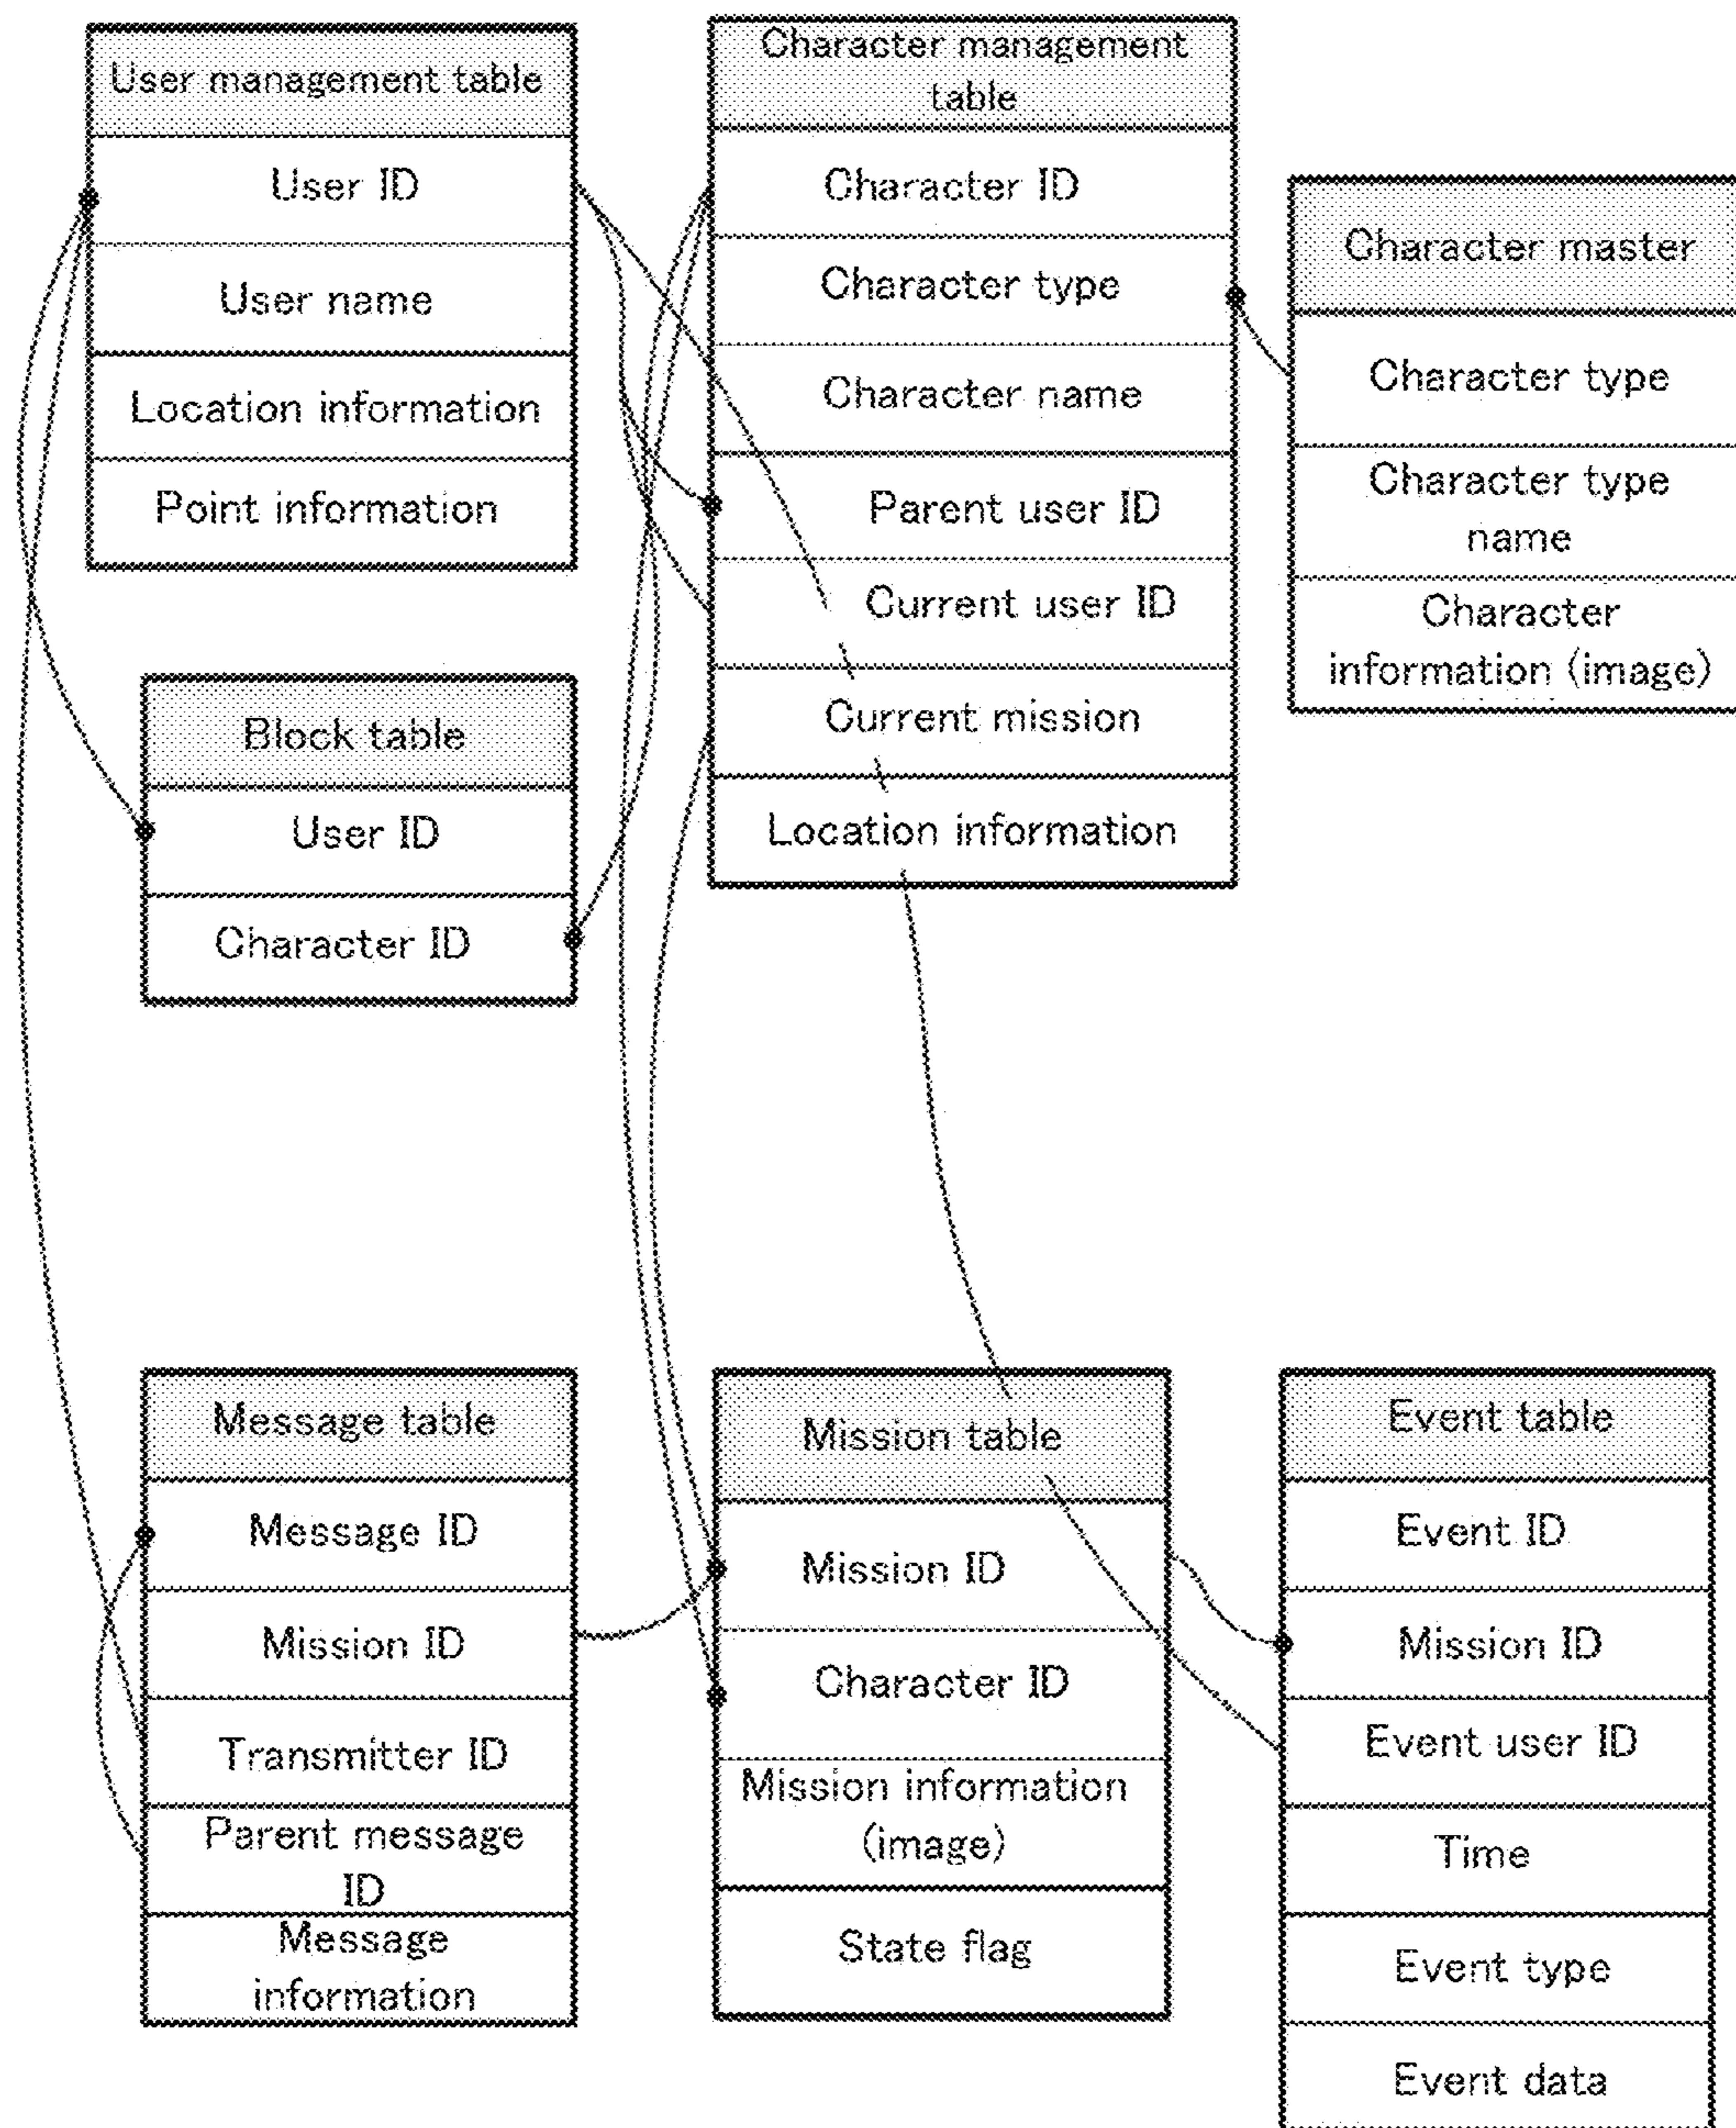 User management table
User ID
User name
Location information
Point information
Character management
table
Character ID
Character type
Character name
Parent user ID
Current user ID
Current mission
Location information
Character master
Character type
Character type
name
Character
information (image)
Block table
User ID
Character ID
Message table
Message ID
Mission ID
Transmitter ID
Parent message
ID
Message
information
Mission table
Mission ID
Character ID
Mission information
(image)
State flag
Event table
Event ID
Mission ID
Event user ID
Time
Event type
Event data